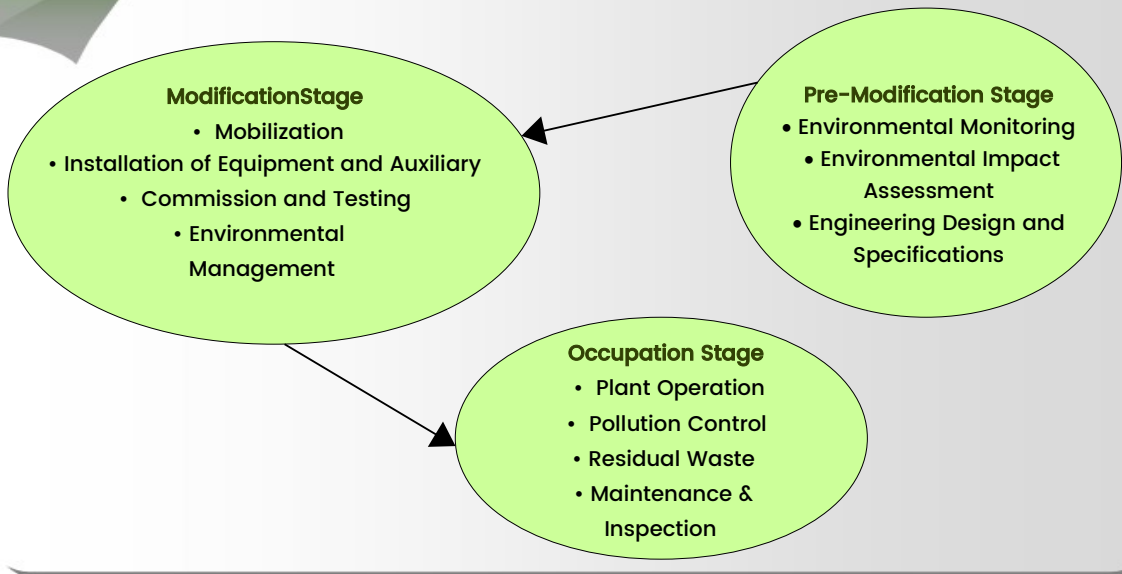 ModificationStage
• Mobilization
• Installation of Equipment and Auxiliary
• Commission and Testing
• Environmental
Management
Pre-Modification Stage
• Environmental Monitoring
• Environmental Impact
Assessment
• Engineering Design and
Specifications
Occupation Stage
• Plant Operation
• Pollution Control
• Residual Waste
• Maintenance &
Inspection